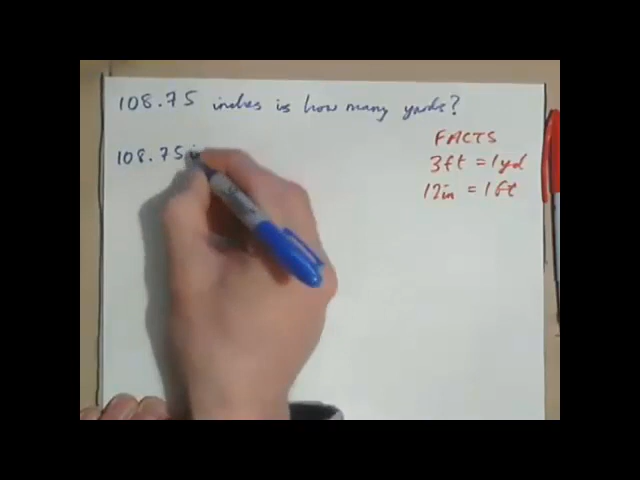 108.75 inches is how many yards?
108.75 i
FACTS
3ft = 1yd
12in = 1ft